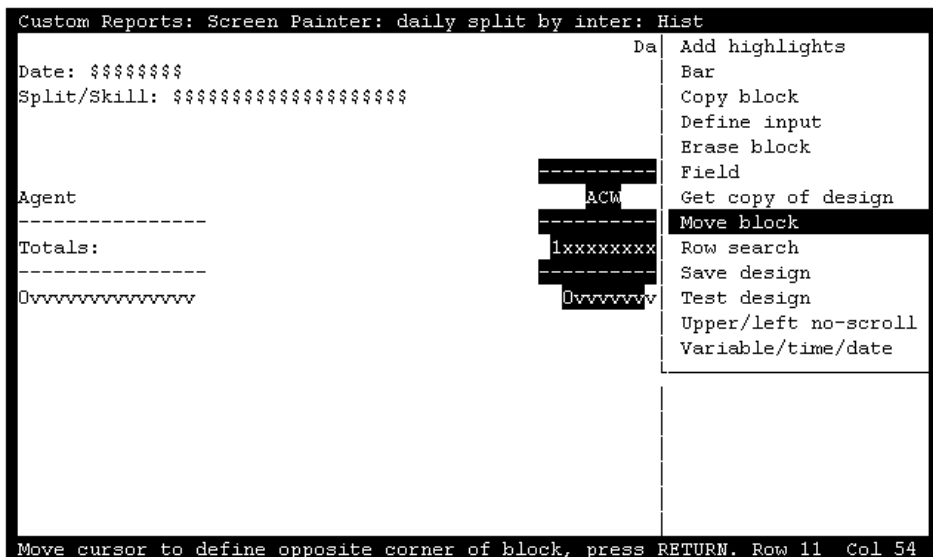 Custom Reports: Screen Painter: daily split by inter: Hist
Da Add highlights
Date: $$$$$$$$ Bar
Split/Skill: $$$$$$$$$$$$$$$$$$$$ Copy block
Define input
Erase block
---------- Field
Agent ACW Get copy of design
---------------- ---------- Move block
Totals: 1xxxxxxxx Row search
---------------- ---------- Save design
0vvvvvvvvvvvvvv 0vvvvvvv Test design
Upper/left no-scroll
Variable/time/date
Move cursor to define opposite corner of block, press RETURN. Row 11 Col 54